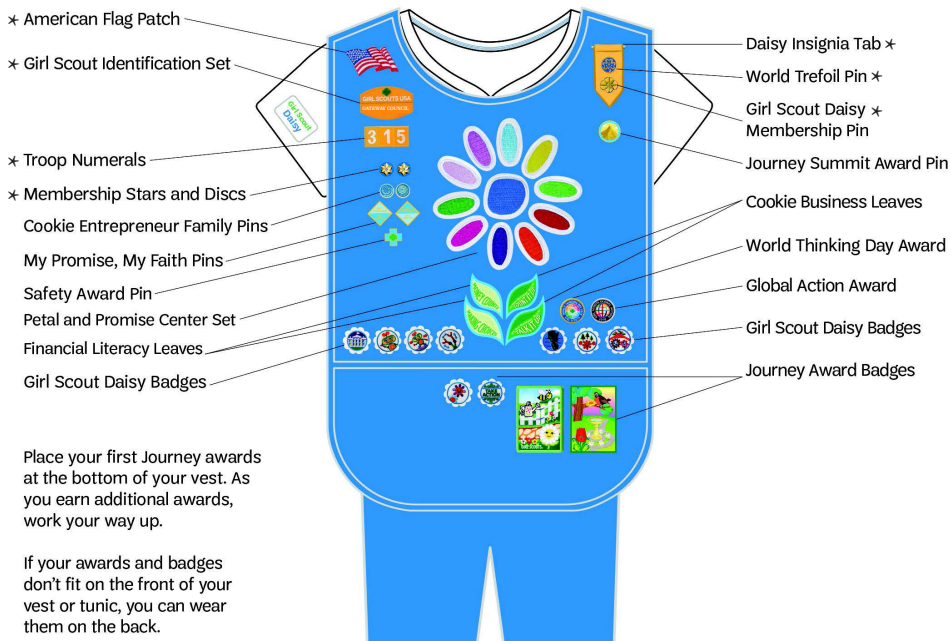 * American Flag Patch
* Girl Scout Identification Set
* Troop Numerals
* Membership Stars and Discs
Cookie Entrepreneur Family Pins
My Promise, My Faith Pins
Safety Award Pin
Petal and Promise Center Set
Financial Literacy Leaves
Girl Scout Daisy Badges
Place your first Journey awards
at the bottom of your vest. As
you earn additional awards,
work your way up.
If your awards and badges
don't fit on the front of your
vest or tunic, you can wear
them on the back.
Girl Scout
Daisy
GIRL SCOUTS USA
GATEWAY COUNCIL
3 1 5
TAKE
ACTION
Daisy Insignia Tab *
World Trefoil Pin *
Girl Scout Daisy *
Membership Pin
Journey Summit Award Pin
Cookie Business Leaves
World Thinking Day Award
Global Action Award
Girl Scout Daisy Badges
Journey Award Badges